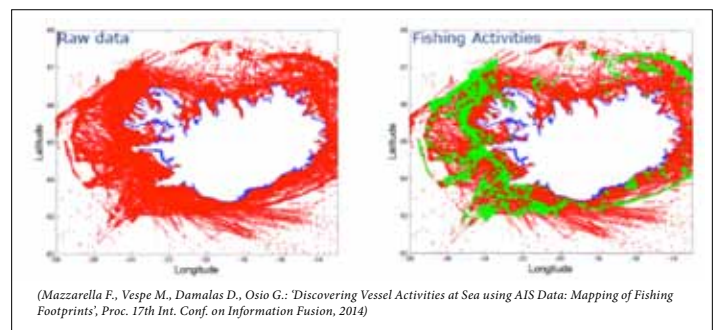 Raw data
Fishing Activities
Latitude
Latitude
Longitude
Longitude
(Mazzarella F., Vespe M., Damalas D., Osio G.: 'Discovering Vessel Activities at Sea using AIS Data: Mapping of Fishing
Footprints', Proc. 17th Int. Conf. on Information Fusion, 2014)